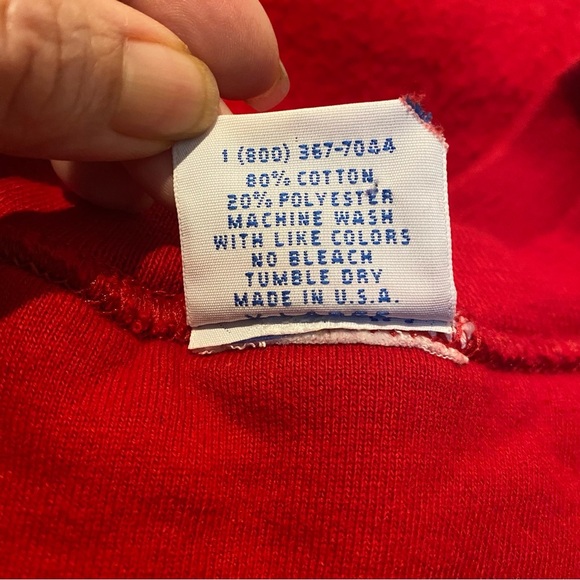 1 (800) 367-7044
80% COTTON
20% POLYESTER
MACHINE WASH
WITH LIKE COLORS
NO BLEACH
TUMBLE DRY
MADE IN U.S.A.